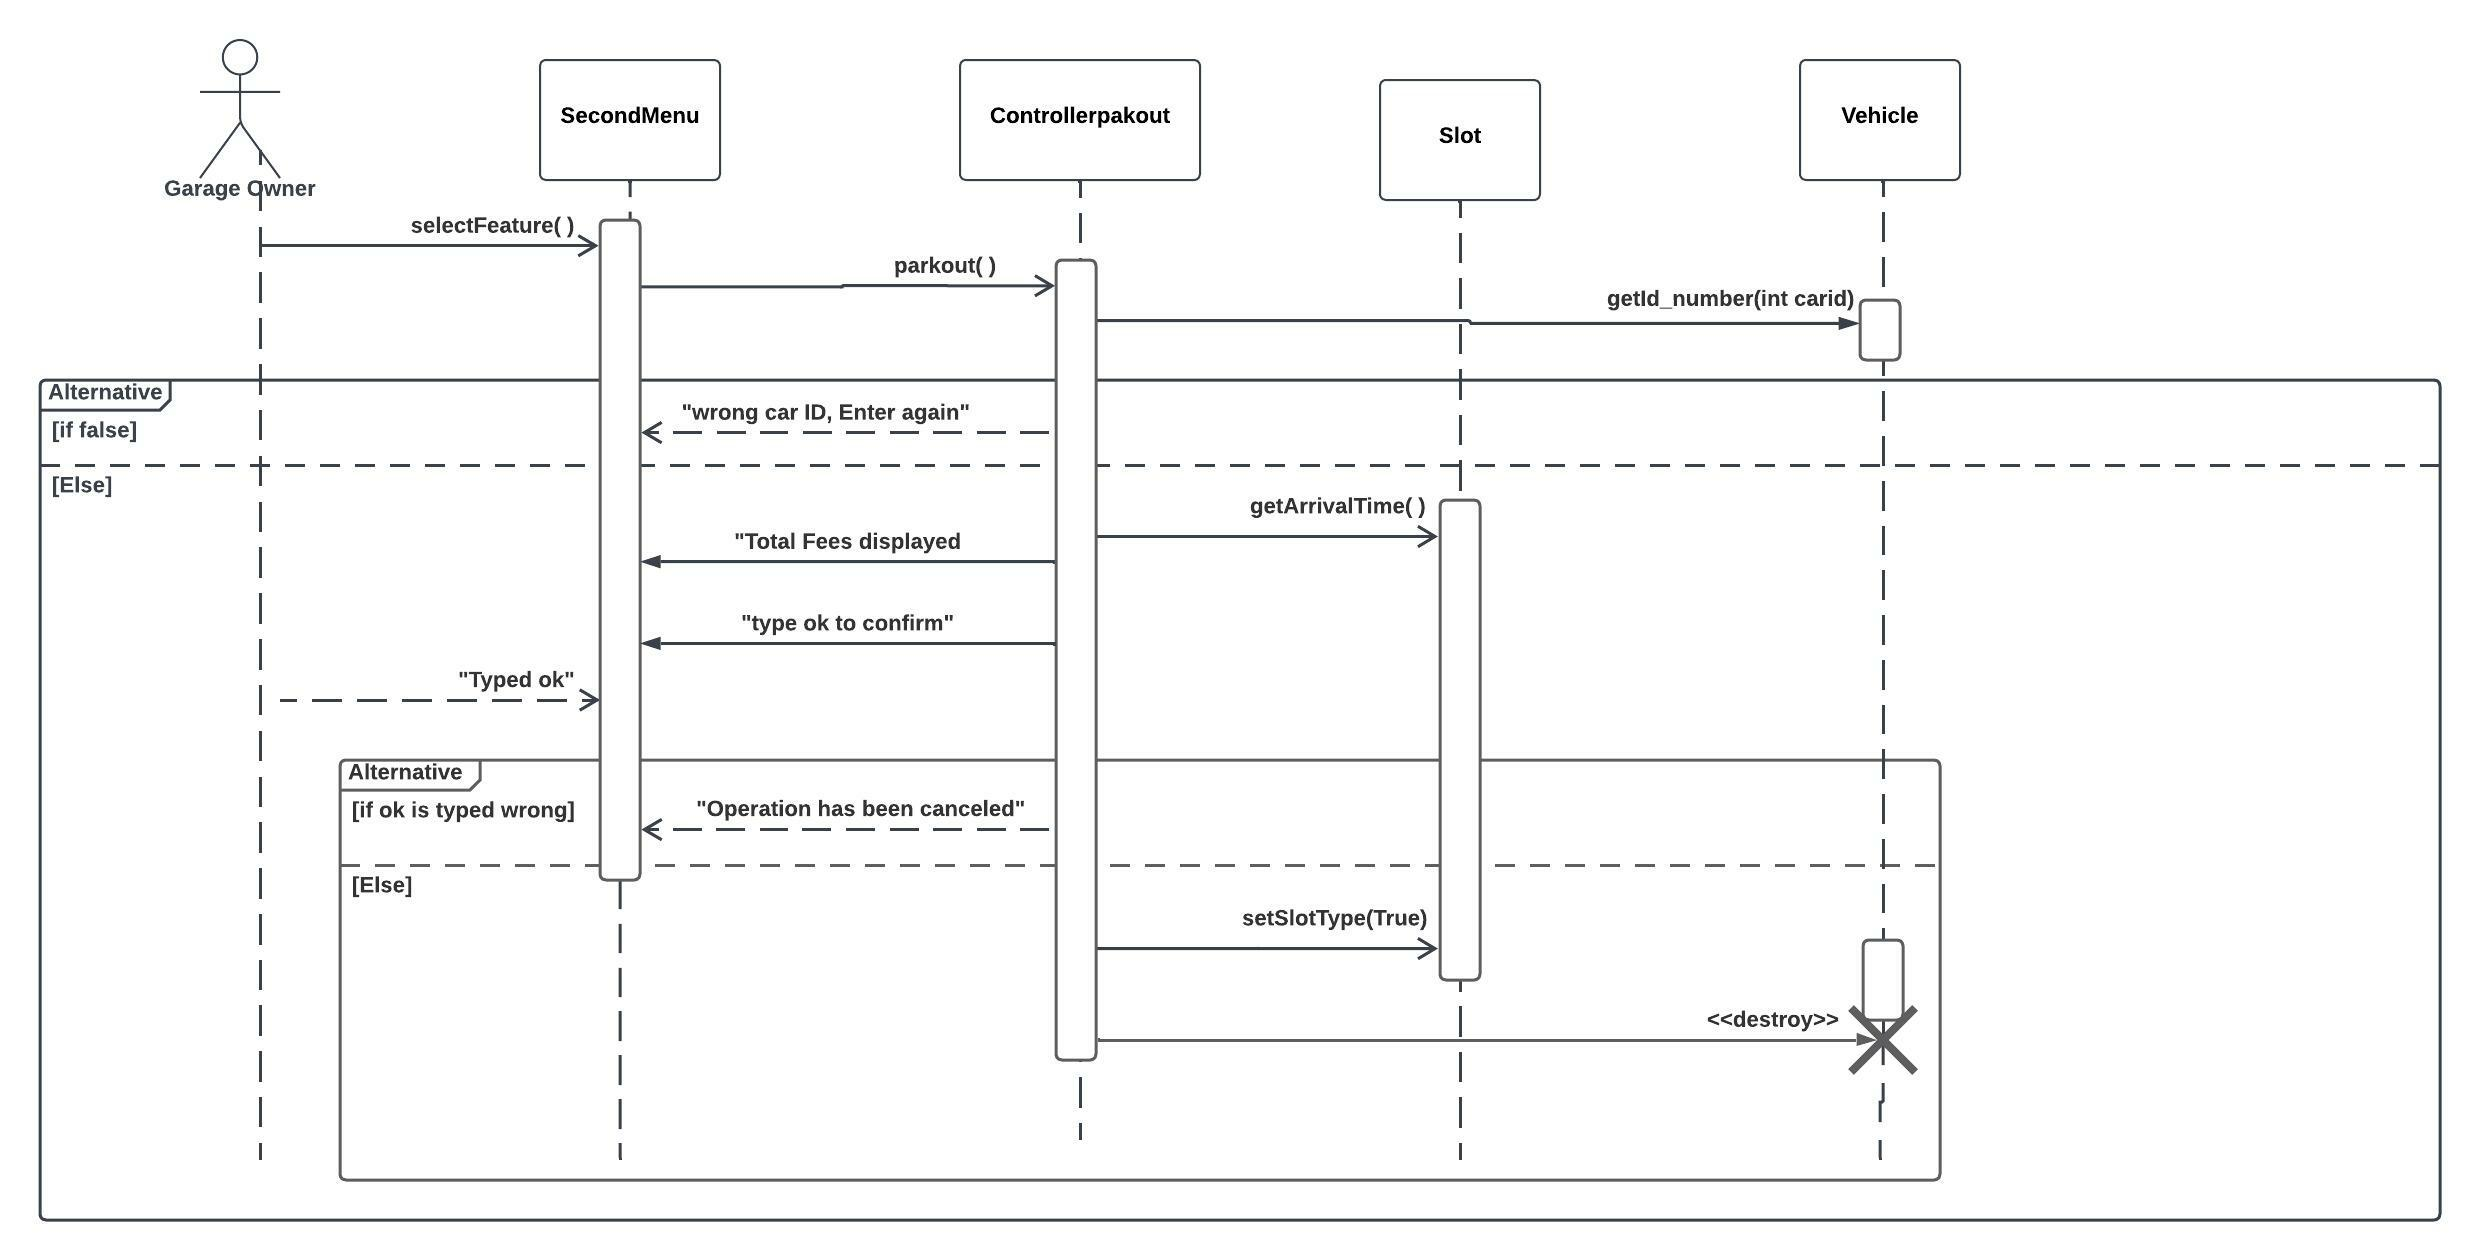 SecondMenu
Controllerpakout
Slot
Vehicle
Garage Owner
selectFeature( )
parkout( )
getId_number(int carid)
Alternative
[if false]
"wrong car ID, Enter again"
[Else]
getArrivalTime( )
"Total Fees displayed
"type ok to confirm"
"Typed ok"
Alternative
[if ok is typed wrong]
"Operation has been canceled"
[Else]
setSlotType(True)
<<destroy>>